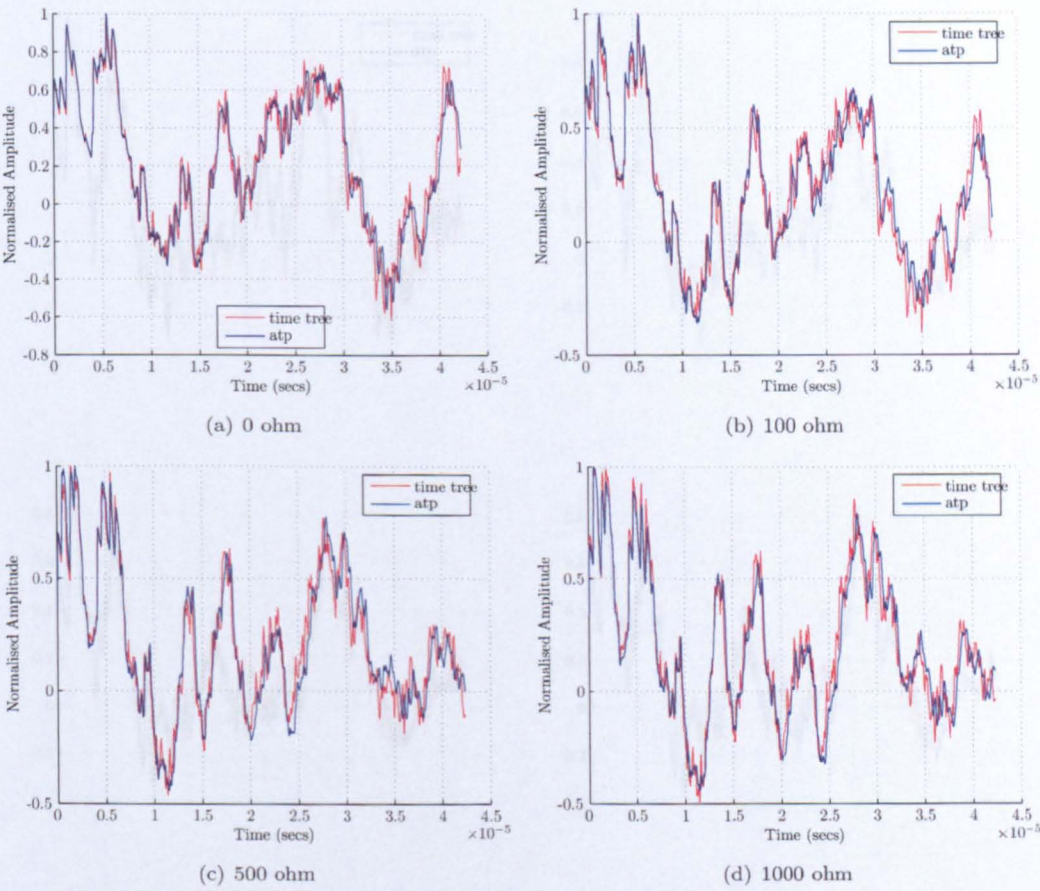 1
0.8
0.6
0.4
0.2
0
-0.2
-0.4
-0.6
-0.8
Normalised Amplitude
time tree
atp
0 0.5 1 1.5 2 2.5 3 3.5 4 4.5
Time (secs)
×10⁻⁵
(a) 0 ohm
1
0.5
0
-0.5
Normalised Amplitude
time tree
atp
0 0.5 1 1.5 2 2.5 3 3.5 4 4.5
Time (secs)
×10⁻⁵
(b) 100 ohm
1
0.5
0
-0.5
Normalised Amplitude
time tree
atp
0 0.5 1 1.5 2 2.5 3 3.5 4 4.5
Time (secs)
×10⁻⁵
(c) 500 ohm
1
0.5
0
-0.5
Normalised Amplitude
time tree
atp
0 0.5 1 1.5 2 2.5 3 3.5 4 4.5
Time (secs)
×10⁻⁵
(d) 1000 ohm